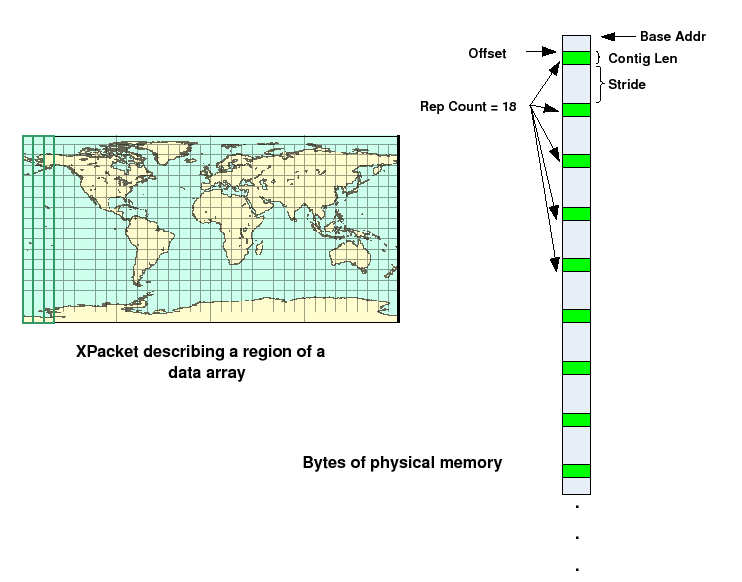 Base Addr
Offset
Contig Len
Stride
Rep Count = 18
XPacket describing a region of a
data array
Bytes of physical memory